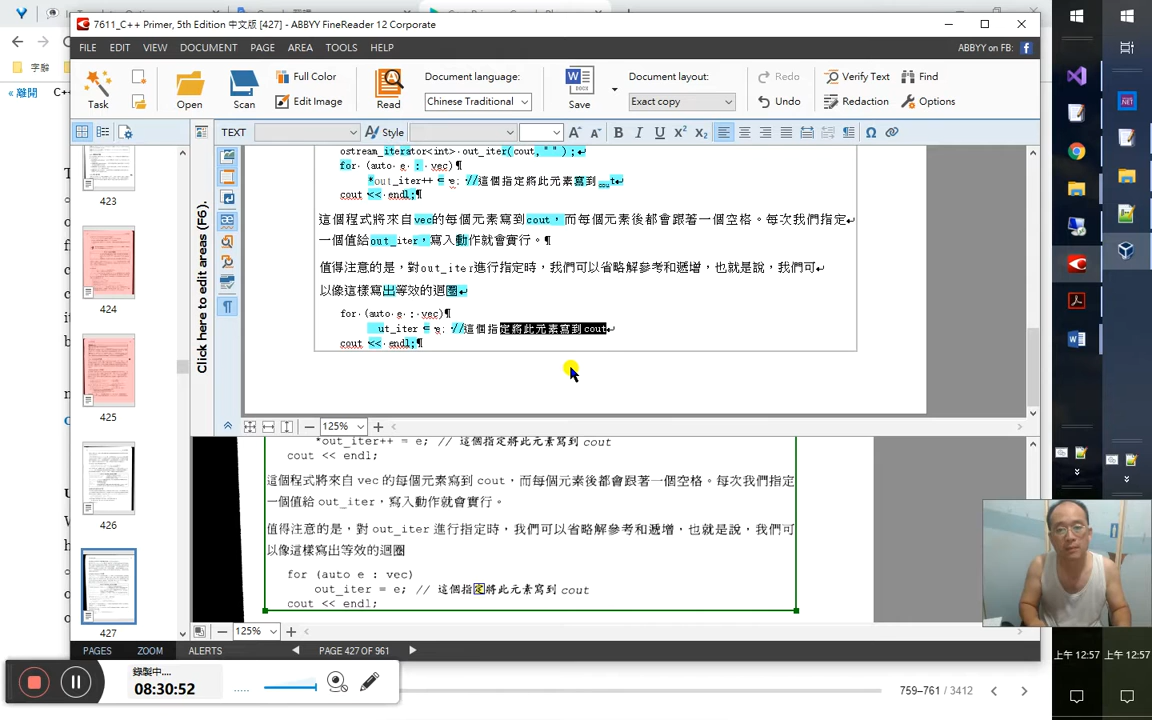 7611_C++ Primer, 5th Edition 中文版 [427] - ABBYY FineReader 12 Corporate
FILE EDIT VIEW DOCUMENT PAGE AREA TOOLS HELP
ABBYY on FB:
字辭
Full Color
Document language:
Document layout:
Redo
Verify Text
Find
« 離開
Task
Open
Scan
Edit Image
Read
Chinese Traditional
Save
Exact copy
Undo
Redaction
Options
TEXT
Style
B I U X² X₂
Click here to edit areas (F6).
423
424
425
426
427
ostream_iterator<int> out_iter(cout," " );
for (auto e : vec)
*out_iter++ = e; //這個指定將此元素寫到
cout << endl;
這個程式將來自vec的每個元素寫到cout，而每個元素後都會跟著一個空格。每次我們指定
一個值給out_iter，寫入動作就會實行。
值得注意的是，對out_iter進行指定時，我們可以省略解參考和遞增，也就是說，我們可
以像這樣寫出等效的迴圈
for (auto e : vec)
ut_iter = e; //這個指定將此元素寫到cout
cout << endl;
125%
*out_iter++ = e; // 這個指定將此元素寫到 cout
cout << endl;
這個程式將來自 vec 的每個元素寫到 cout，而每個元素後都會跟著一個空格。每次我們指定
一個值給 out_iter，寫入動作就會實行。
值得注意的是，對 out_iter 進行指定時，我們可以省略解參考和遞增，也就是說，我們可
以像這樣寫出等效的迴圈
for (auto e : vec)
out_iter = e; // 這個指定將此元素寫到 cout
cout << endl;
125%
PAGES ZOOM ALERTS
PAGE 427 OF 961
錄製中....
08:30:52
759–761 / 3412
上午 12:57 上午 12:57